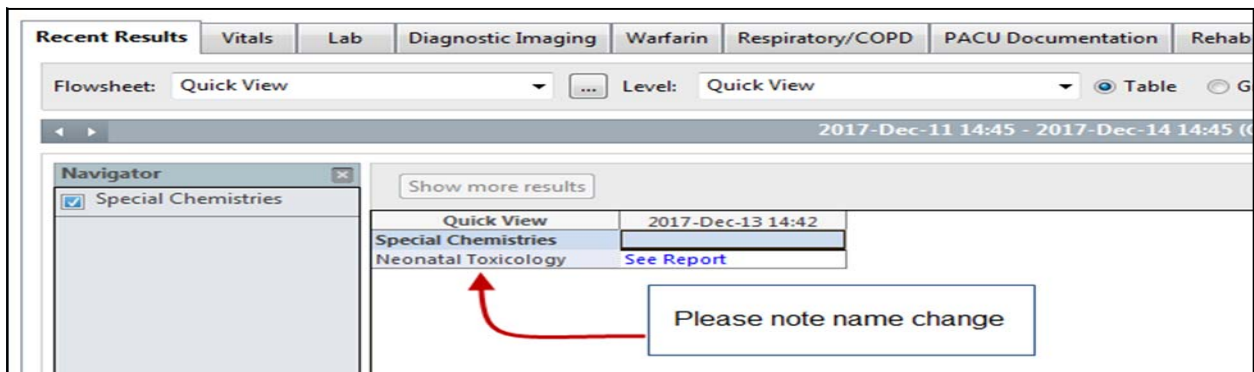 Recent Results Vitals Lab Diagnostic Imaging Warfarin Respiratory/COPD PACU Documentation Rehab
Flowsheet: Quick View ... Level: Quick View Table G
2017-Dec-11 14:45 - 2017-Dec-14 14:45 (
Navigator
Special Chemistries
Show more results
Quick View 2017-Dec-13 14:42
Special Chemistries
Neonatal Toxicology See Report
Please note name change